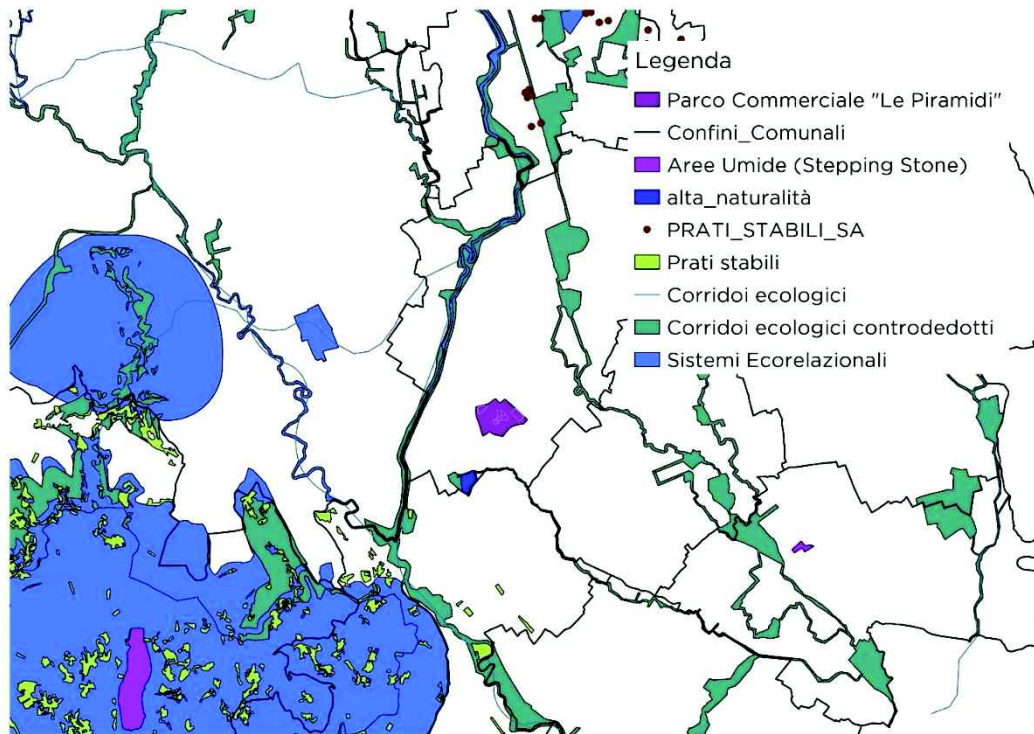 Legenda
Parco Commerciale "Le Piramidi"
Confini_Comunali
Aree Umide (Stepping Stone)
alta_naturalità
PRATI_STABILI_SA
Prati stabili
Corridoi ecologici
Corridoi ecologici controdedotti
Sistemi Ecorelazionali